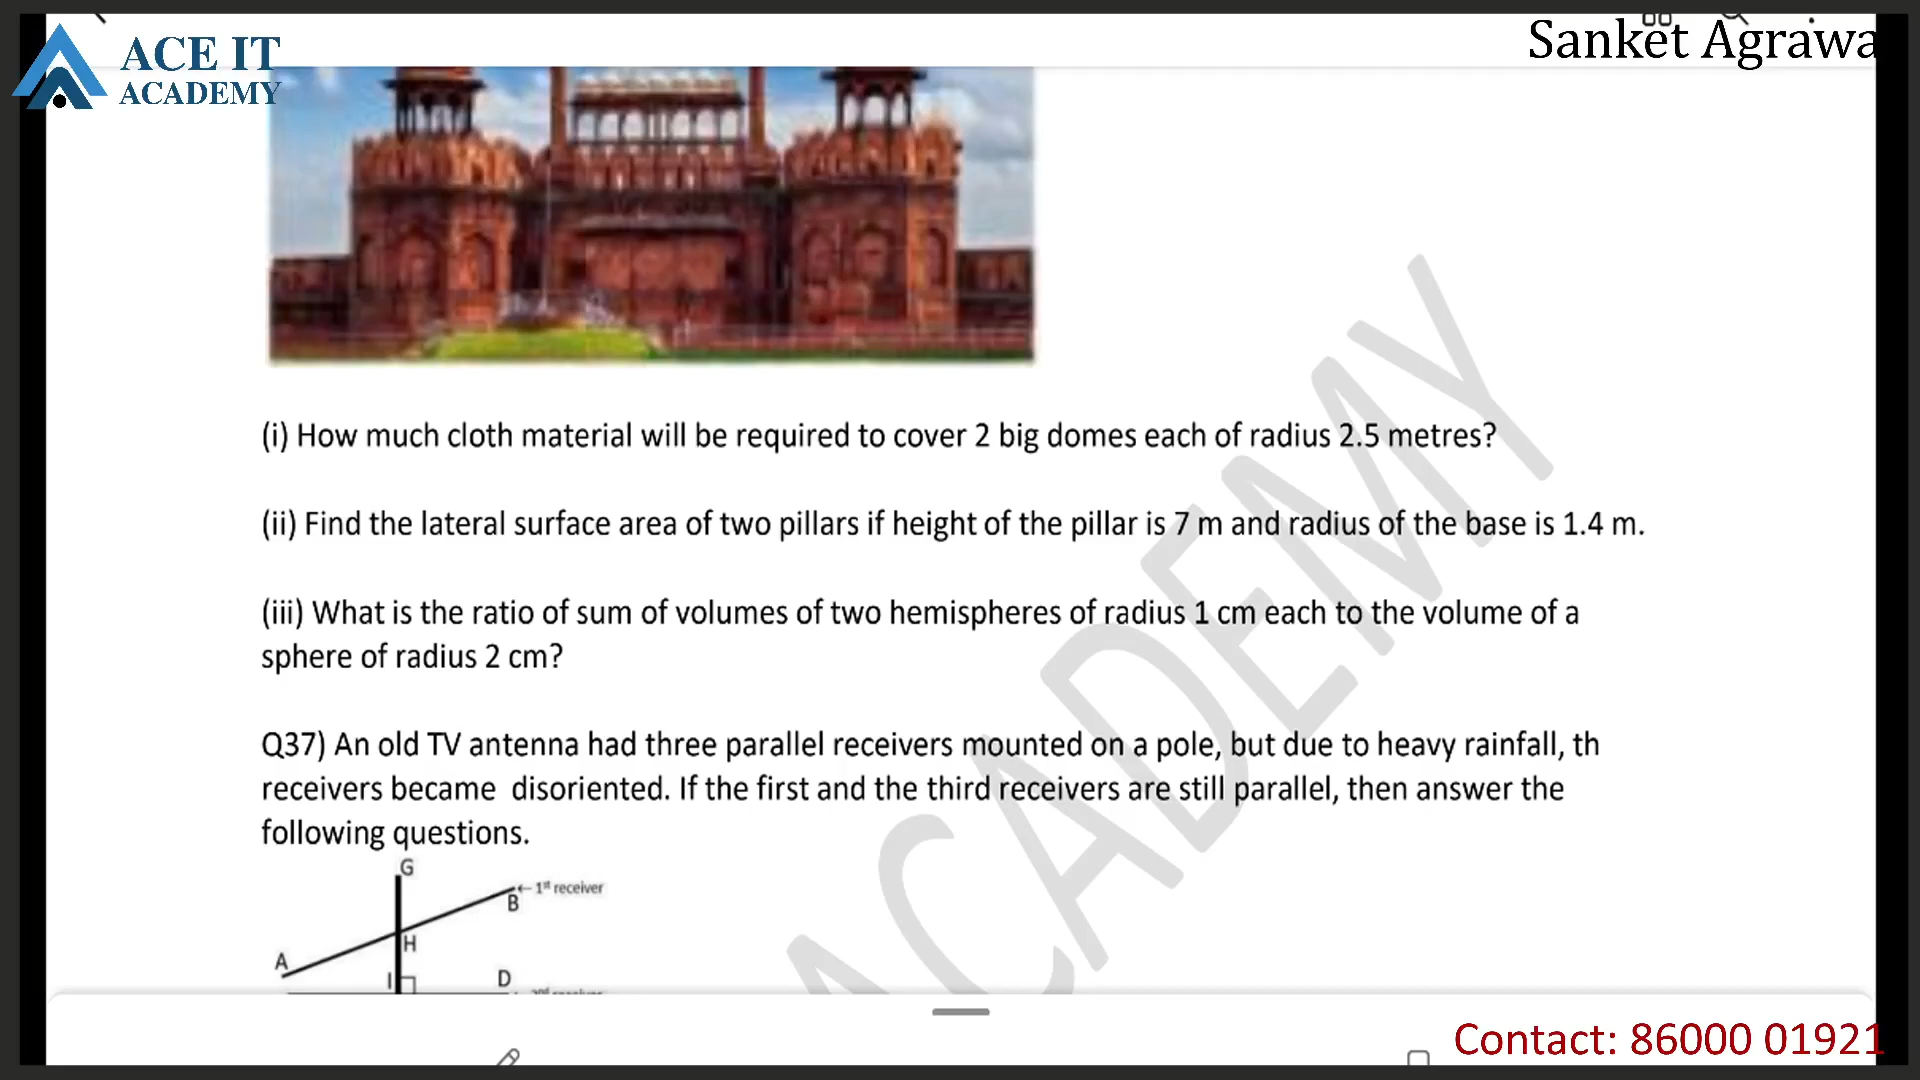 ACE IT
ACADEMY
Sanket Agrawa
(i) How much cloth material will be required to cover 2 big domes each of radius 2.5 metres?
(ii) Find the lateral surface area of two pillars if height of the pillar is 7 m and radius of the base is 1.4 m.
(iii) What is the ratio of sum of volumes of two hemispheres of radius 1 cm each to the volume of a
sphere of radius 2 cm?
Q37) An old TV antenna had three parallel receivers mounted on a pole, but due to heavy rainfall, th
receivers became disoriented. If the first and the third receivers are still parallel, then answer the
following questions.
G
← 1st receiver
B
H
A
I
D
ACADEMY
Contact: 86000 01921